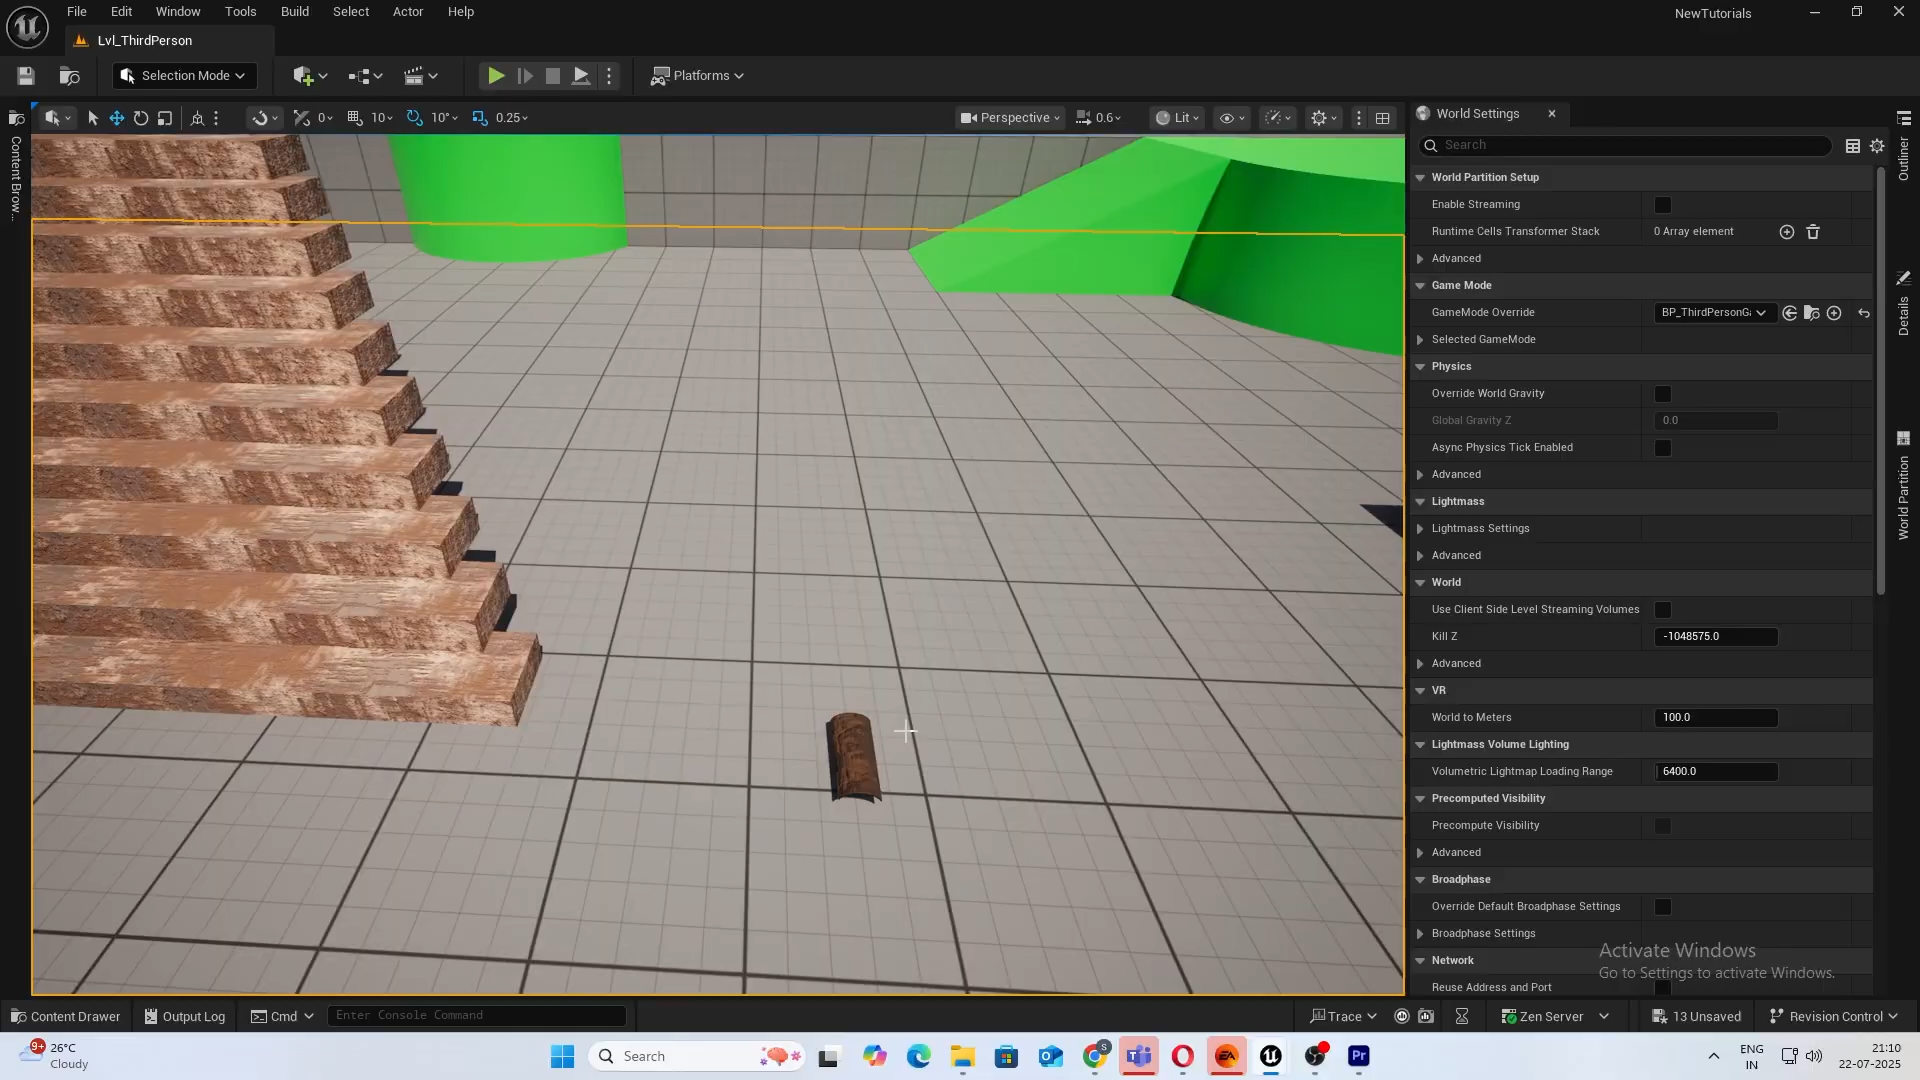 File Edit Window Tools Build Select Actor Help
NewTutorials
Lvl_ThirdPerson
Selection Mode
Platforms
0 10 10° 0.25
Perspective 0.6 Lit
World Settings
Search
Content Brow...
Outliner
Details
World Partition
World Partition Setup
Enable Streaming
Runtime Cells Transformer Stack 0 Array element
Advanced
Game Mode
GameMode Override BP_ThirdPersonGa
Selected GameMode
Physics
Override World Gravity
Global Gravity Z 0.0
Async Physics Tick Enabled
Advanced
Lightmass
Lightmass Settings
Advanced
World
Use Client Side Level Streaming Volumes
Kill Z -1048575.0
Advanced
VR
World to Meters 100.0
Lightmass Volume Lighting
Volumetric Lightmap Loading Range 6400.0
Precomputed Visibility
Precompute Visibility
Advanced
Broadphase
Override Default Broadphase Settings
Broadphase Settings
Network
Reuse Address and Port
Activate Windows
Go to Settings to activate Windows.
Content Drawer Output Log Cmd Enter Console Command Trace Zen Server 13 Unsaved Revision Control
9+ 26°C
Cloudy
Search
S
EA
Pr
ENG
IN
21:10
22-07-2025